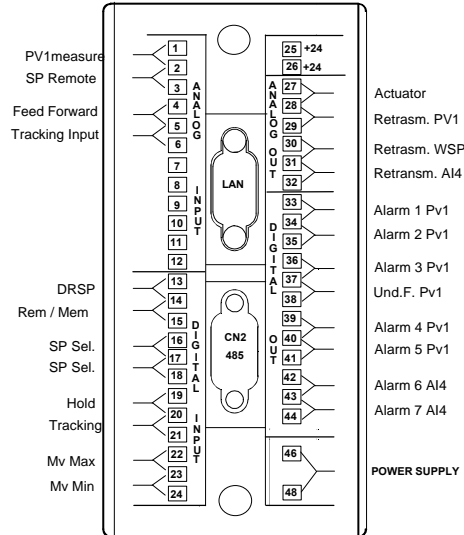 PV1measure
SP Remote
Feed Forward
Tracking Input
DRSP
Rem / Mem
SP Sel.
SP Sel.
Hold
Tracking
Mv Max
Mv Min
1
2
3
4
5
6
7
8
9
10
11
12
13
14
15
16
17
18
19
20
21
22
23
24
ANALOG INPUT
DIGITAL INPUT
LAN
CN2
485
ANALOG OUT
DIGITAL OUT
25 +24
26 +24
27
28
29
30
31
32
33
34
35
36
37
38
39
40
41
42
43
44
46
48
Actuator
Retrasm. PV1
Retrasm. WSP
Retransm. AI4
Alarm 1 Pv1
Alarm 2 Pv1
Alarm 3 Pv1
Und.F. Pv1
Alarm 4 Pv1
Alarm 5 Pv1
Alarm 6 AI4
Alarm 7 AI4
POWER SUPPLY